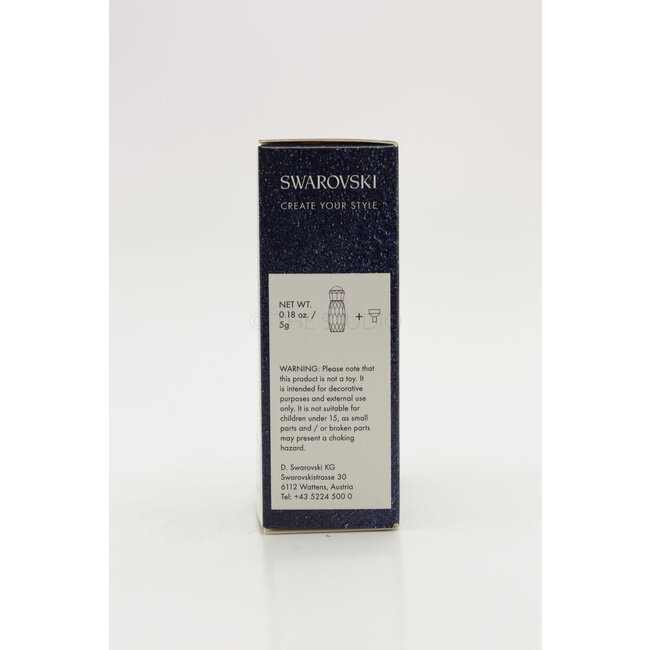 SWAROVSKI
CREATE YOUR STYLE
NET WT.
0.18 oz. /
5g
+
© THE STUDIO
WARNING: Please note that
this product is not a toy. It
is intended for decorative
purposes and external use
only. It is not suitable for
children under 15, as small
parts and / or broken parts
may present a choking
hazard.
D. Swarovski KG
Swarovskistrasse 30
6112 Wattens, Austria
Tel: +43 5224 500 0